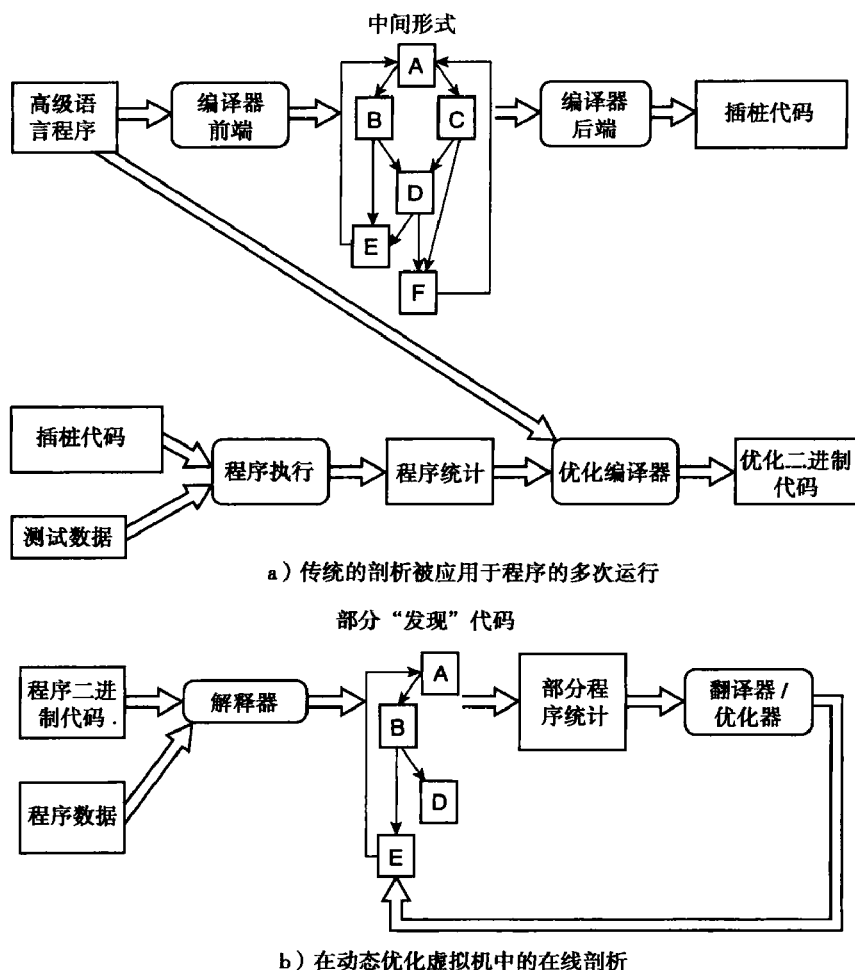 中间形式
高级语
言程序
编译器
前端
A
B
C
D
E
F
编译器
后端
插桩代码
插桩代码
测试数据
程序执行
程序统计
优化编译器
优化二进制
代码
a）传统的剖析被应用于程序的多次运行
部分“发现”代码
程序二进
制代码.
程序数据
解释器
A
B
D
E
部分程
序统计
翻译器/
优化器
b）在动态优化虚拟机中的在线剖析